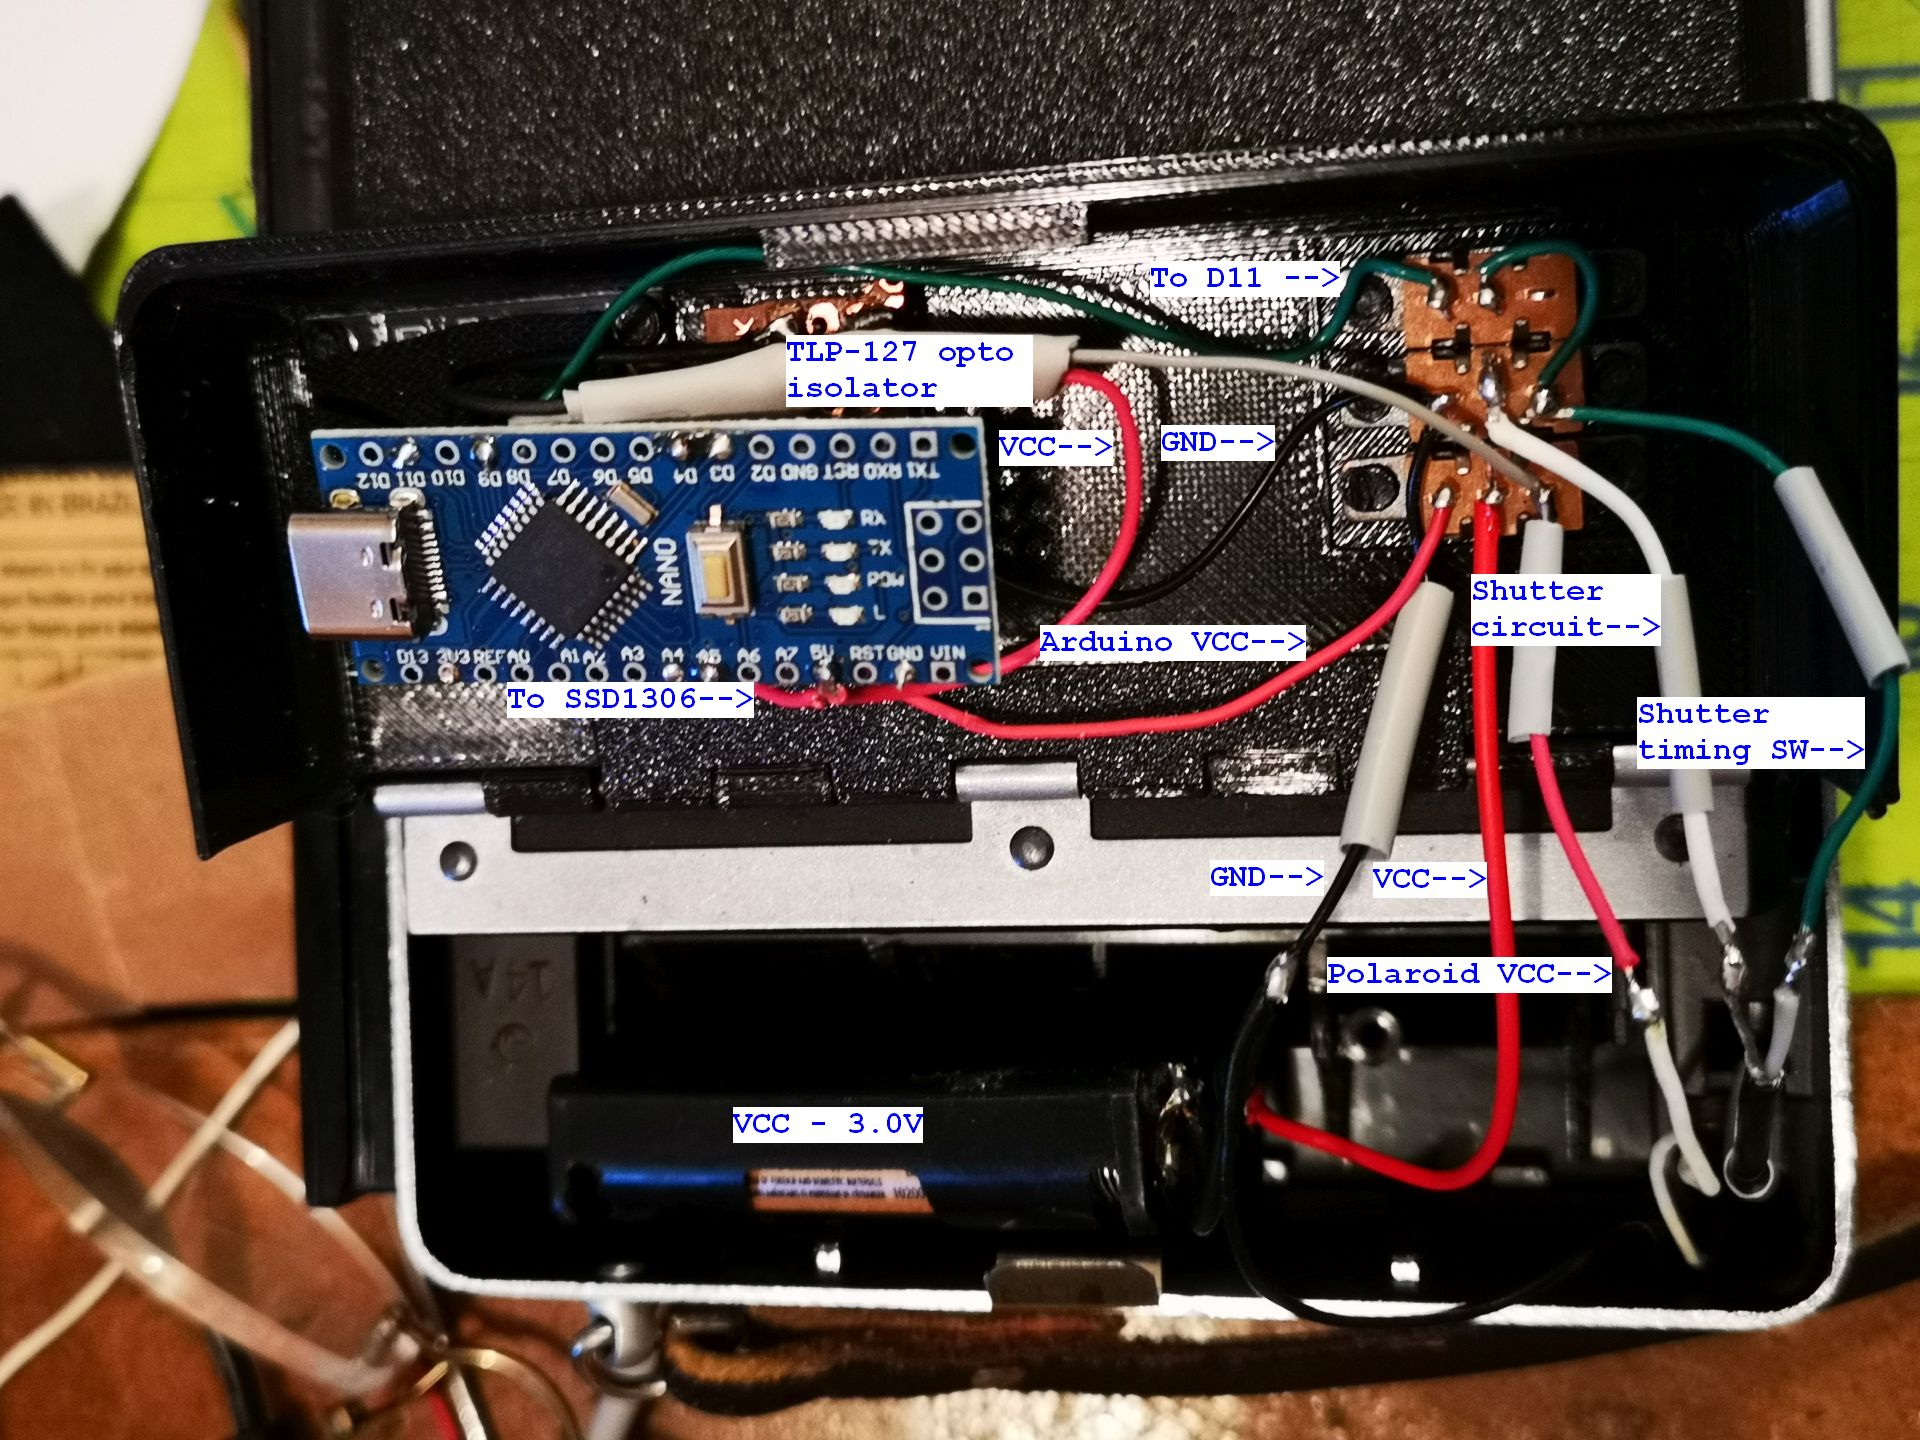 To D11 -->
TLP-127 opto
isolator
VCC-->
GND-->
D12 D11 D10 D9 D8 D7 D6 D5 D4 D3 D2 GND RST RX0 TX1
IN BRAZ
NANO
RX
TX
POW
L
Shutter
circuit-->
Arduino VCC-->
D13 3V3 REF A0 A1 A2 A3 A4 A5 A6 A7 5V RST GND VIN
To SSD1306-->
Shutter
timing SW-->
GND-->
VCC-->
Polaroid VCC-->
14A
VCC - 3.0V